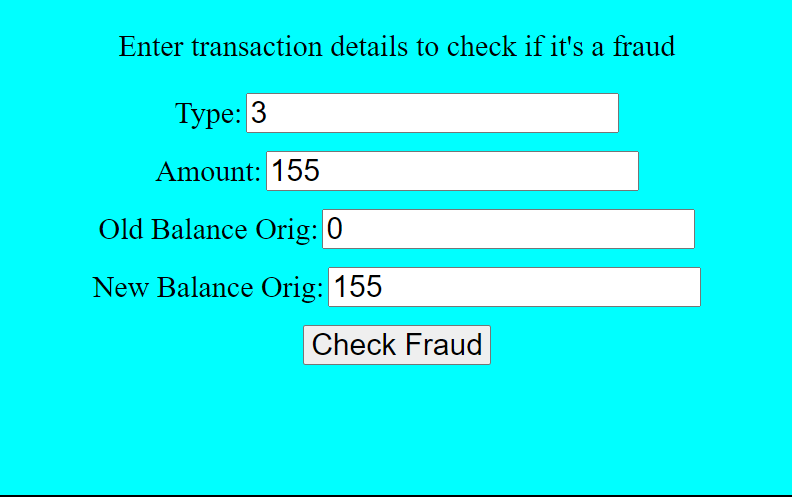 Enter transaction details to check if it's a fraud
Type: 3
Amount: 155
Old Balance Orig: 0
New Balance Orig: 155
Check Fraud